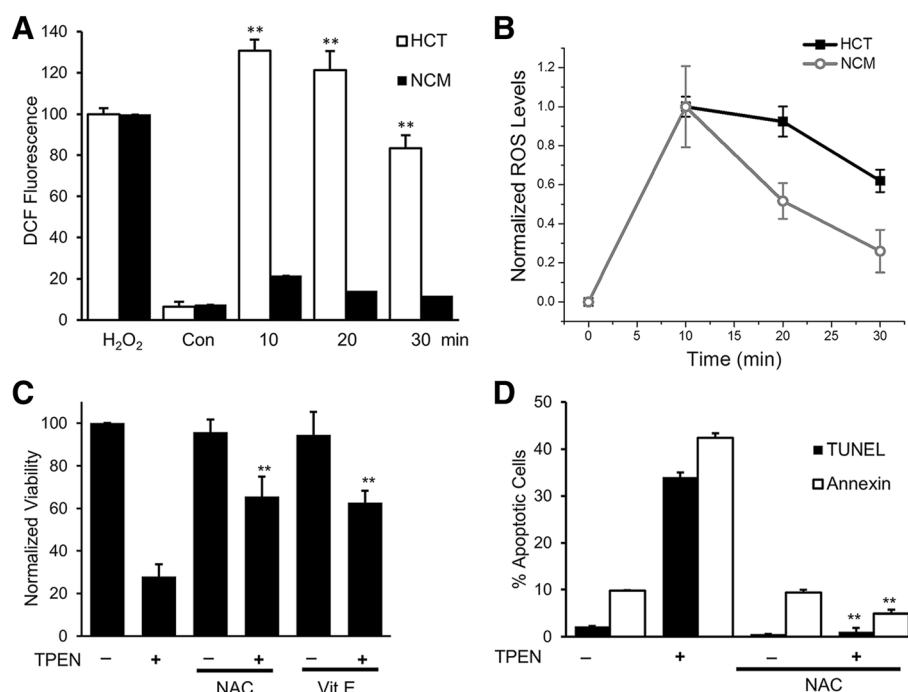 A
DCF Fluorescence
140
120
100
80
60
40
20
0
**
**
**
HCT
NCM
H₂O₂ Con 10 20 30 min
B
Normalized ROS Levels
1.2
1.0
0.8
0.6
0.4
0.2
0.0
HCT
NCM
0 5 10 15 20 25 30
Time (min)
C
Normalized Viability
100
80
60
40
20
0
**
**
TPEN – + – + – +
NAC Vit E
D
% Apoptotic Cells
50
40
30
20
10
0
TUNEL
Annexin
** **
TPEN – + – +
NAC